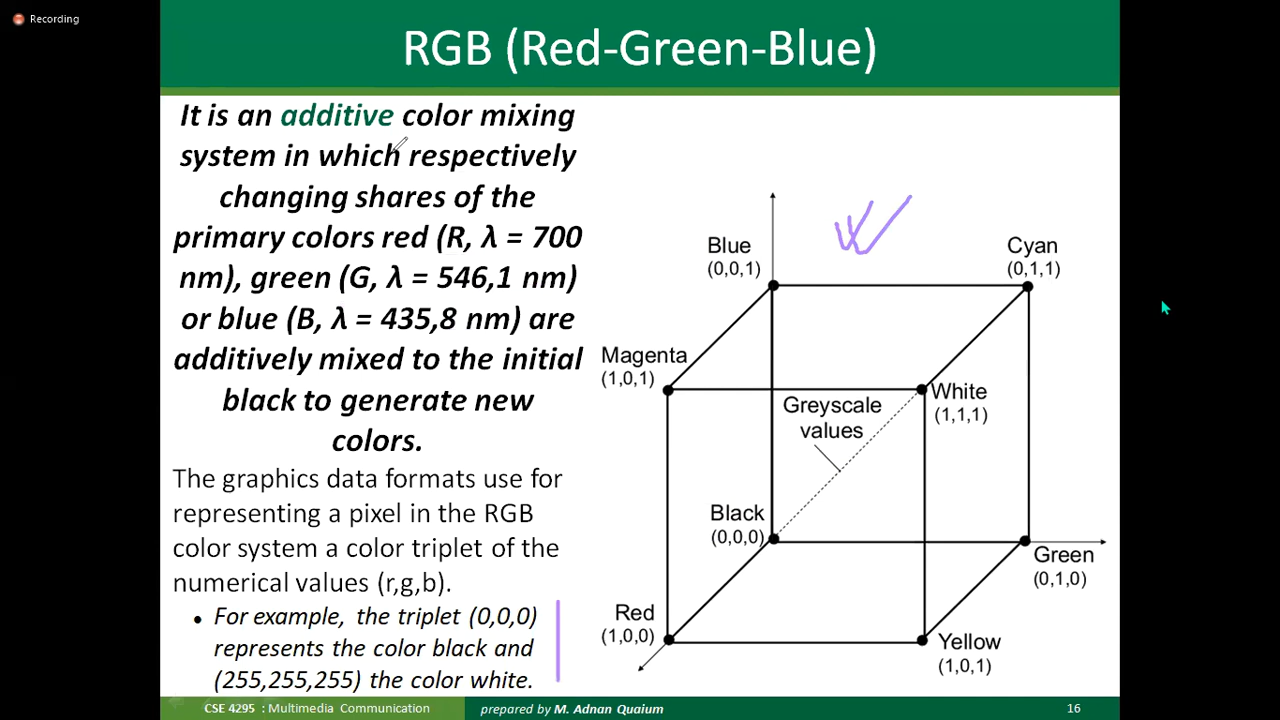 Recording
RGB (Red-Green-Blue)
It is an additive color mixing
system in which respectively
changing shares of the
primary colors red (R, λ = 700
nm), green (G, λ = 546,1 nm)
or blue (B, λ = 435,8 nm) are
additively mixed to the initial
black to generate new
colors.
The graphics data formats use for
representing a pixel in the RGB
color system a color triplet of the
numerical values (r,g,b).
• For example, the triplet (0,0,0)
represents the color black and
(255,255,255) the color white.
Blue
(0,0,1)
Cyan
(0,1,1)
Magenta
(1,0,1)
White
(1,1,1)
Greyscale
values
Black
(0,0,0)
Green
(0,1,0)
Red
(1,0,0)
Yellow
(1,0,1)
CSE 4295 : Multimedia Communication
prepared by M. Adnan Quaium
16